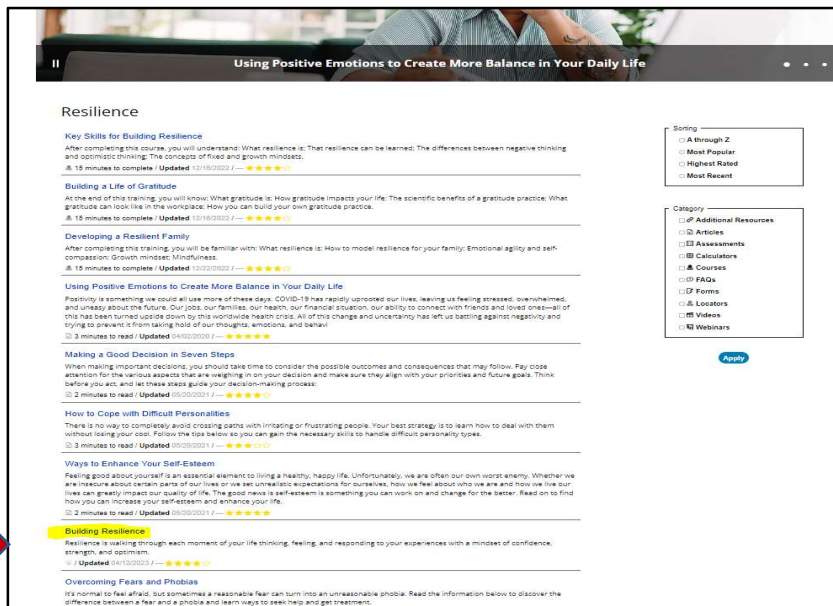 Using Positive Emotions to Create More Balance in Your Daily Life
Resilience
Key Skills for Building Resilience
After completing this course, you will understand: What resilience is; That resilience can be learned; The differences between negative thinking
and optimistic thinking; The concepts of fixed and growth mindsets.
15 minutes to complete / Updated 12/16/2022 / —
Building a Life of Gratitude
At the end of this training, you will know: What gratitude is; How gratitude impacts your life; The scientific benefits of a gratitude practice; What
gratitude can look like in the workplace; How you can build your own gratitude practice.
15 minutes to complete / Updated 12/16/2022 / —
Developing a Resilient Family
After completing this training, you will be familiar with: What resilience is; How to model resilience for your family; Emotional agility and self-
compassion; Growth mindset; Mindfulness.
15 minutes to complete / Updated 12/22/2022 / —
Using Positive Emotions to Create More Balance in Your Daily Life
Positivity is something we could all use more of these days. COVID-19 has rapidly uprooted our lives, leaving us feeling stressed, overwhelmed,
and uneasy about the future. Our jobs, our families, our health, our financial situation, our ability to connect with friends and loved ones—all of
this has been turned upside down by this worldwide health crisis. All of this change and uncertainty has left us battling against negativity and
trying to prevent it from taking hold of our thoughts, emotions, and behavi
3 minutes to read / Updated 04/02/2020 / —
Making a Good Decision in Seven Steps
When making important decisions, you should take time to consider the possible outcomes and consequences that may follow. Pay close
attention for the various aspects that are weighing in on your decision and make sure they align with your priorities and future goals. Think
before you act, and let these steps guide your decision-making process:
2 minutes to read / Updated 05/20/2021 / —
How to Cope with Difficult Personalities
There is no way to completely avoid crossing paths with irritating or frustrating people. Your best strategy is to learn how to deal with them
without losing your cool. Follow the tips below so you can gain the necessary skills to handle difficult personality types.
3 minutes to read / Updated 05/20/2021 / —
Ways to Enhance Your Self-Esteem
Feeling good about yourself is an essential element to living a healthy, happy life. Unfortunately, we are often our own worst enemy. Whether we
are insecure about certain parts of our lives or we set unrealistic expectations for ourselves, how we feel about who we are and how we live our
lives can greatly impact our quality of life. The good news is self-esteem is something you can work on and change for the better. Read on to find
how you can increase your self-esteem and enhance your life.
2 minutes to read / Updated 05/20/2021 / —
Building Resilience
Resilience is walking through each moment of your life thinking, feeling, and responding to your experiences with a mindset of confidence,
strength, and optimism.
/ Updated 04/12/2023 / —
Overcoming Fears and Phobias
It's normal to feel afraid, but sometimes a reasonable fear can turn into an unreasonable phobia. Read the information below to discover the
difference between a fear and a phobia and learn ways to seek help and get treatment.
Sorting
A through Z
Most Popular
Highest Rated
Most Recent
Category
Additional Resources
Articles
Assessments
Calculators
Courses
FAQs
Forms
Locators
Videos
Webinars
Apply